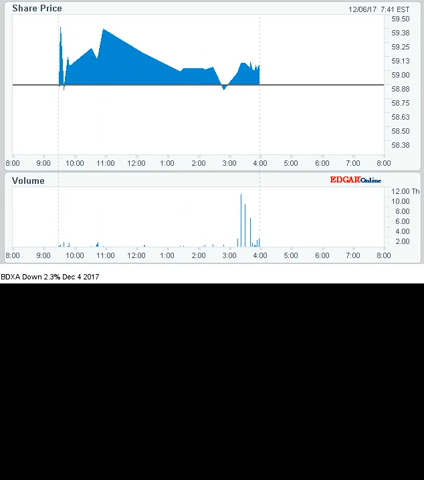 Share Price 12/06/17 7:41 EST
59.50
59.38
59.25
59.13
59.00
58.88
58.75
58.63
58.50
58.38
8:00 9:00 10:00 11:00 12:00 1:00 2:00 3:00 4:00 5:00 6:00 7:00 8:00
Volume EDGAROnline
12.00 Th
10.00
8.00
6.00
4.00
2.00
8:00 9:00 10:00 11:00 12:00 1:00 2:00 3:00 4:00 5:00 6:00 7:00 8:00
BDXA Down 2.3% Dec 4 2017